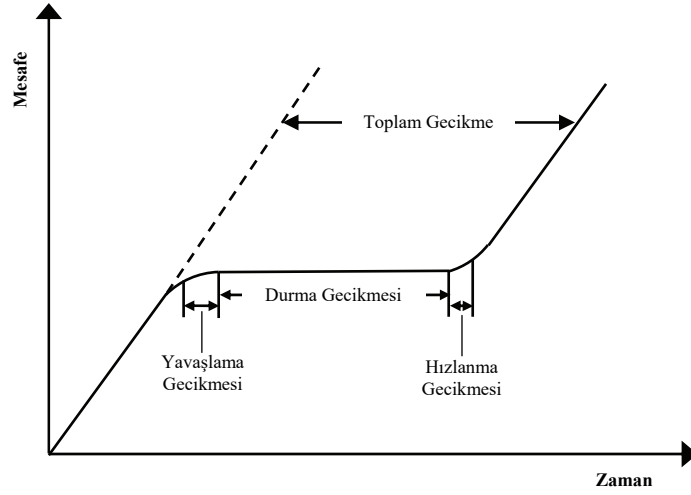 Mesafe
Toplam Gecikme
Durma Gecikmesi
Yavaşlama
Gecikmesi
Hızlanma
Gecikmesi
Zaman